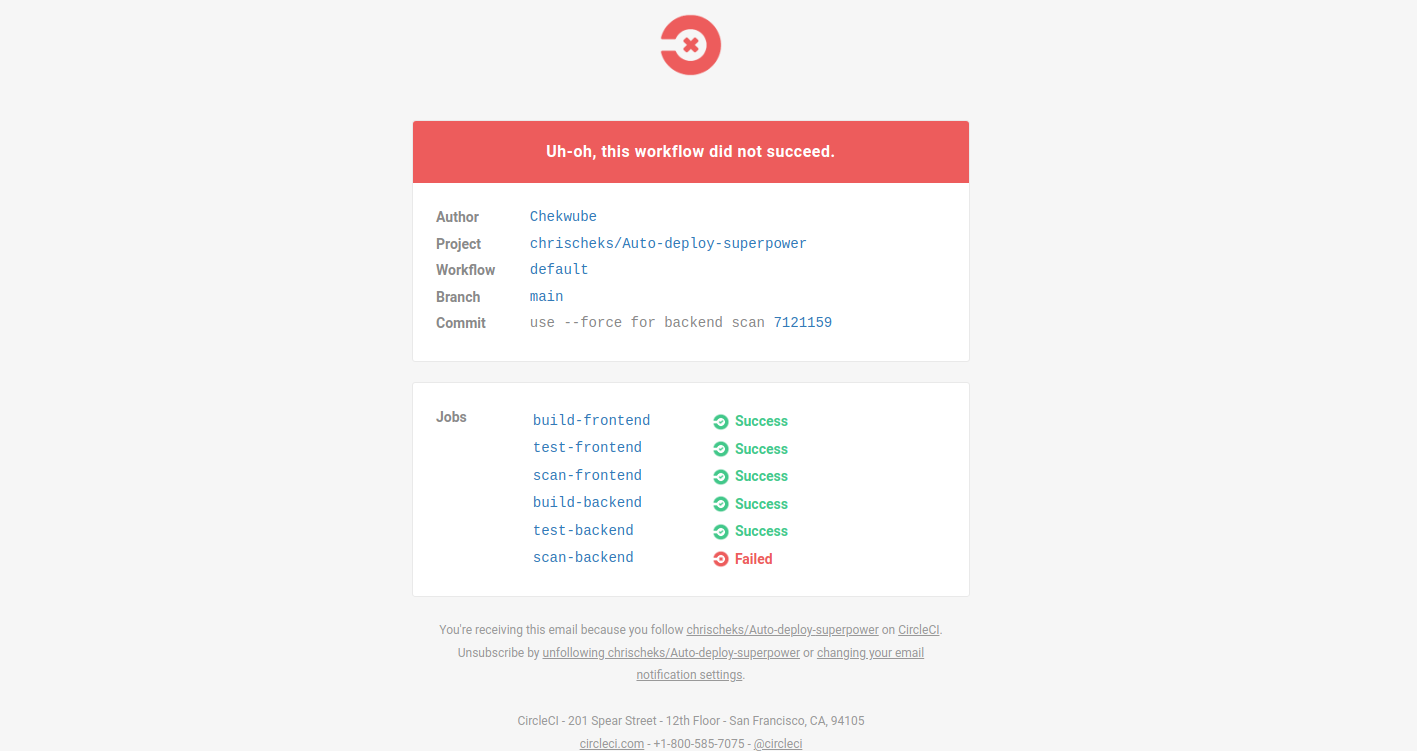 Uh-oh, this workflow did not succeed.
Author Chekwube
Project chrischeks/Auto-deploy-superpower
Workflow default
Branch main
Commit use --force for backend scan 7121159
Jobs build-frontend Success
test-frontend Success
scan-frontend Success
build-backend Success
test-backend Success
scan-backend Failed
You're receiving this email because you follow chrischeks/Auto-deploy-superpower on CircleCI.
Unsubscribe by unfollowing chrischeks/Auto-deploy-superpower or changing your email
notification settings.
CircleCI - 201 Spear Street - 12th Floor - San Francisco, CA, 94105
circleci.com - +1-800-585-7075 - @circleci